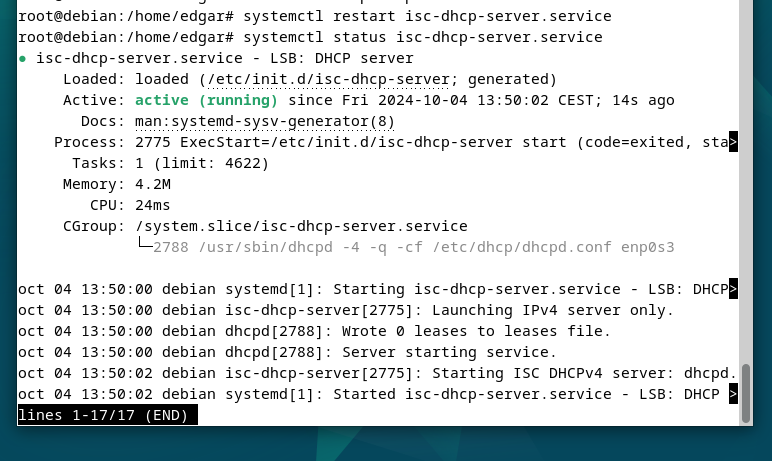 root@debian:/home/edgar# systemctl restart isc-dhcp-server.service
root@debian:/home/edgar# systemctl status isc-dhcp-server.service
● isc-dhcp-server.service - LSB: DHCP server
     Loaded: loaded (/etc/init.d/isc-dhcp-server; generated)
     Active: active (running) since Fri 2024-10-04 13:50:02 CEST; 14s ago
       Docs: man:systemd-sysv-generator(8)
    Process: 2775 ExecStart=/etc/init.d/isc-dhcp-server start (code=exited, sta>
      Tasks: 1 (limit: 4622)
     Memory: 4.2M
        CPU: 24ms
     CGroup: /system.slice/isc-dhcp-server.service
             └─2788 /usr/sbin/dhcpd -4 -q -cf /etc/dhcp/dhcpd.conf enp0s3
oct 04 13:50:00 debian systemd[1]: Starting isc-dhcp-server.service - LSB: DHCP>
oct 04 13:50:00 debian isc-dhcp-server[2775]: Launching IPv4 server only.
oct 04 13:50:00 debian dhcpd[2788]: Wrote 0 leases to leases file.
oct 04 13:50:00 debian dhcpd[2788]: Server starting service.
oct 04 13:50:02 debian isc-dhcp-server[2775]: Starting ISC DHCPv4 server: dhcpd.
oct 04 13:50:02 debian systemd[1]: Started isc-dhcp-server.service - LSB: DHCP >
lines 1-17/17 (END)